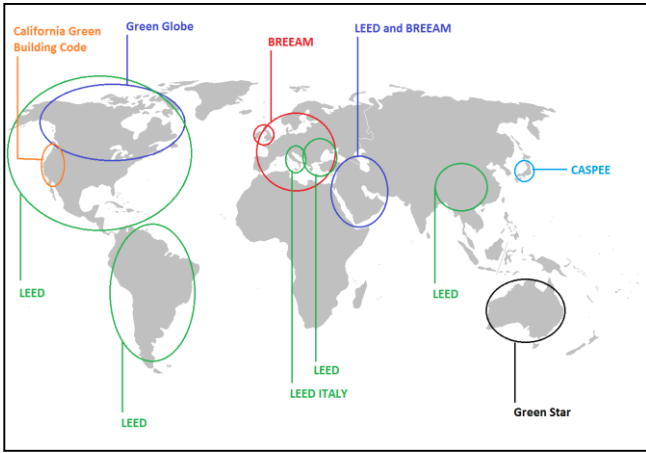 California Green
Building Code
Green Globe
BREEAM
LEED and BREEAM
CASPEE
LEED
LEED
LEED
LEED ITALY
LEED
Green Star